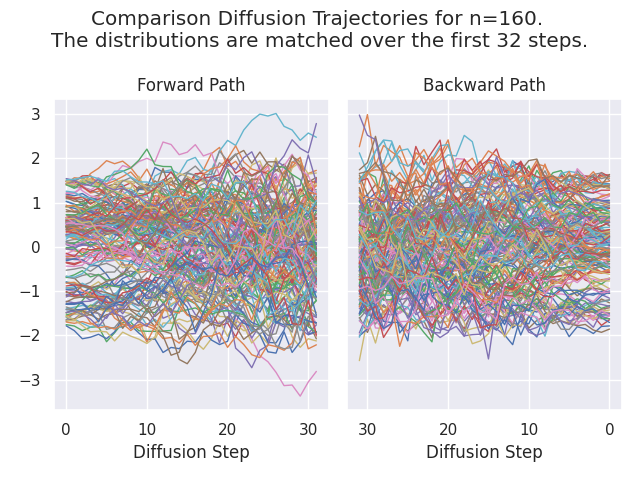 Comparison Diffusion Trajectories for n=160.
The distributions are matched over the first 32 steps.
Forward Path
Backward Path
3
2
1
0
−1
−2
−3
0 10 20 30
30 20 10 0
Diffusion Step
Diffusion Step